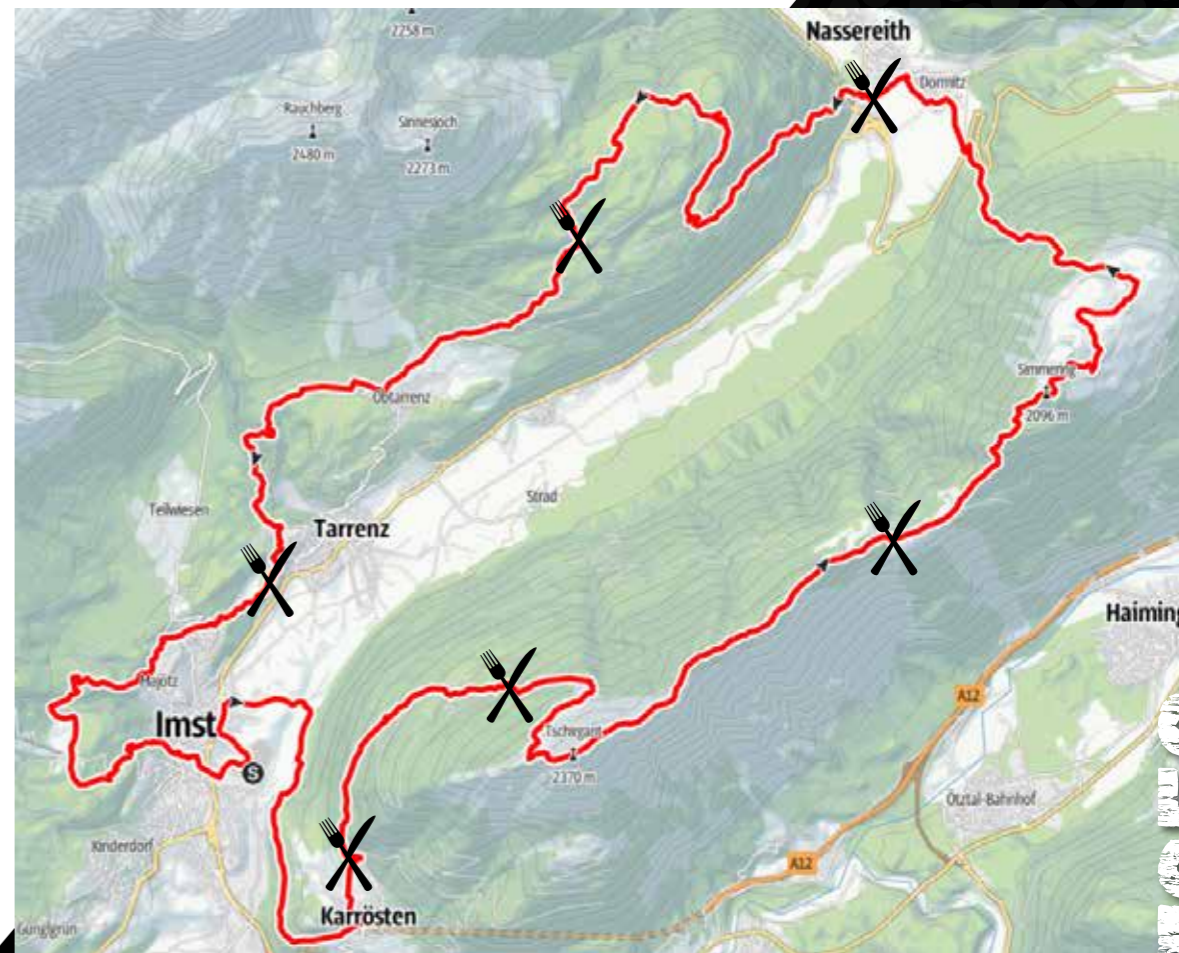 2258 m
Nassereith
Dormitz
Rauchberg
2480 m
Sinnesjoch
2273 m
Simmering
2096 m
Obtarrenz
Teilwiesen
Strad
Tarrenz
Haiming
A12
Majötz
Imst
S
Tschirgant
2370 m
Ötztal-Bahnhof
Kinderdorf
A12
Karrösten
Gunglgrün